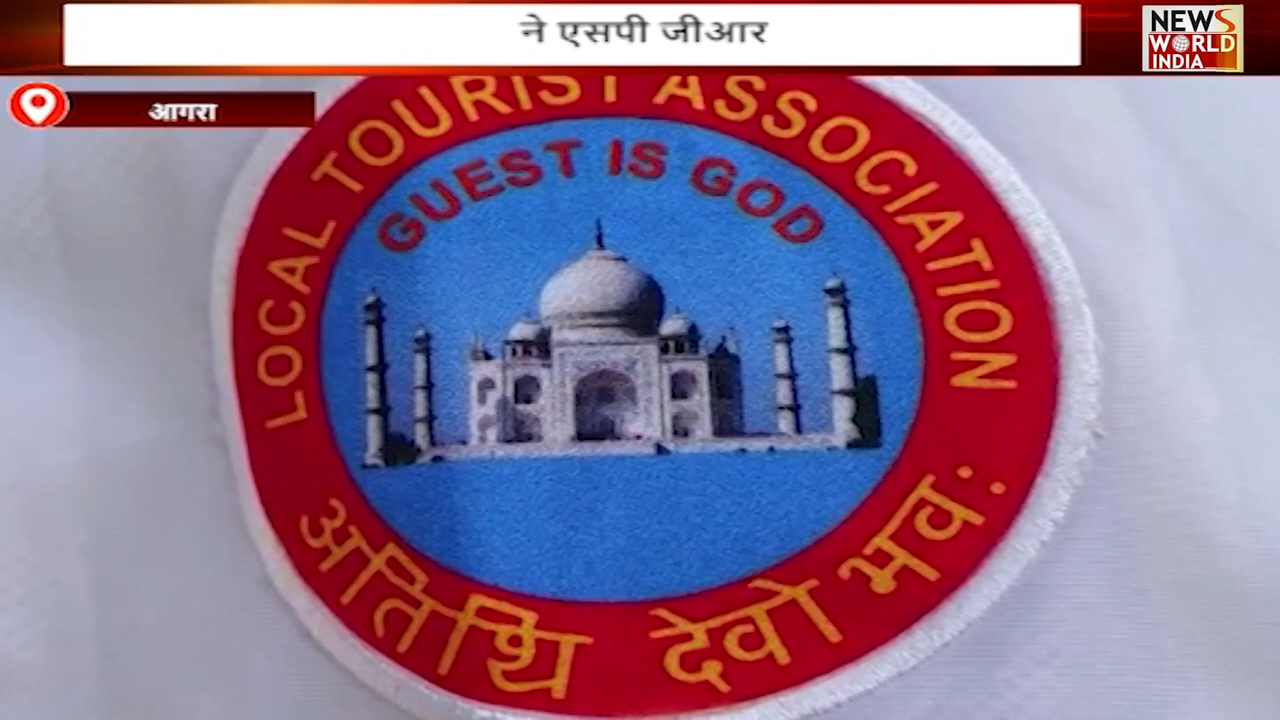 ने एसपी जीआर
NEWS
WORLD
INDIA
आगरा
LOCAL TOURIST ASSOCIATION
GUEST IS GOD
अतिथि देवो भवः